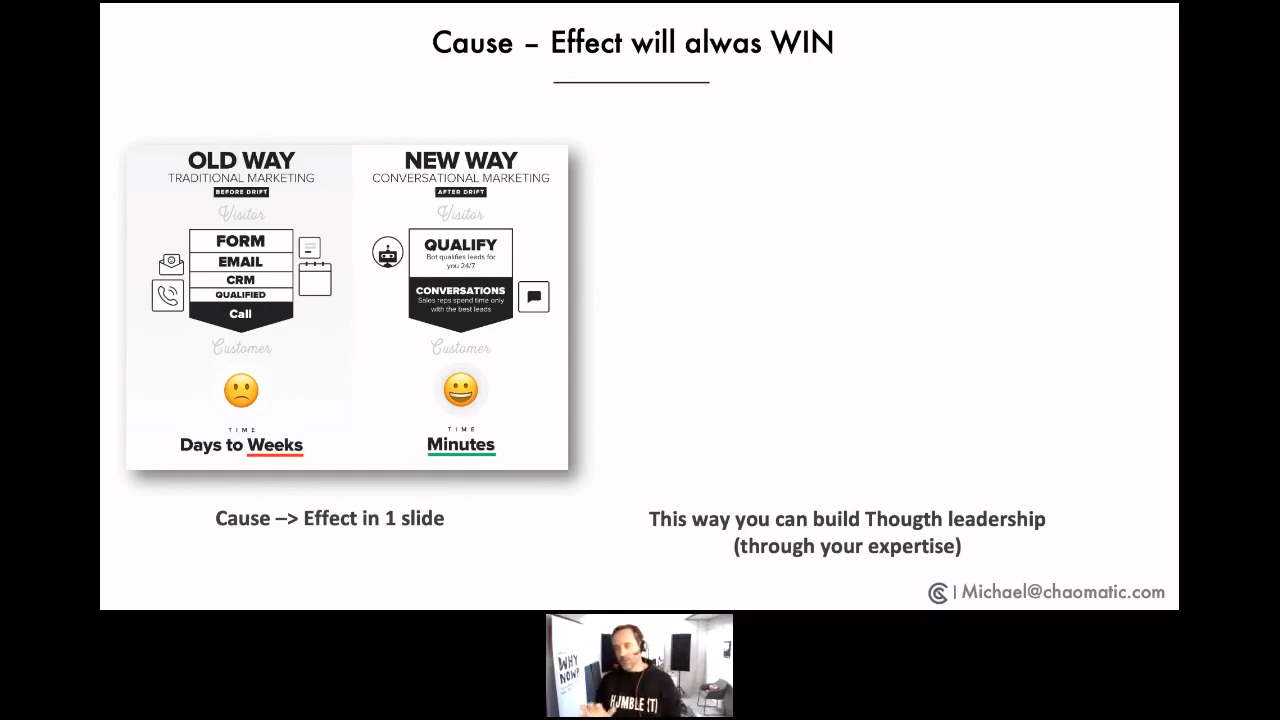 Cause – Effect will alwas WIN
OLD WAY
TRADITIONAL MARKETING
BEFORE DRIFT
Visitor
FORM
EMAIL
CRM
QUALIFIED
Call
Customer
TIME
Days to Weeks
NEW WAY
CONVERSATIONAL MARKETING
AFTER DRIFT
Visitor
QUALIFY
Bot qualifies leads for
you 24/7
CONVERSATIONS
Sales reps spend time only
with the best leads
Customer
TIME
Minutes
Cause –> Effect in 1 slide
This way you can build Thougth leadership
(through your expertise)
| Michael@chaomatic.com
WHY
NOW?
HUMBLE (T)